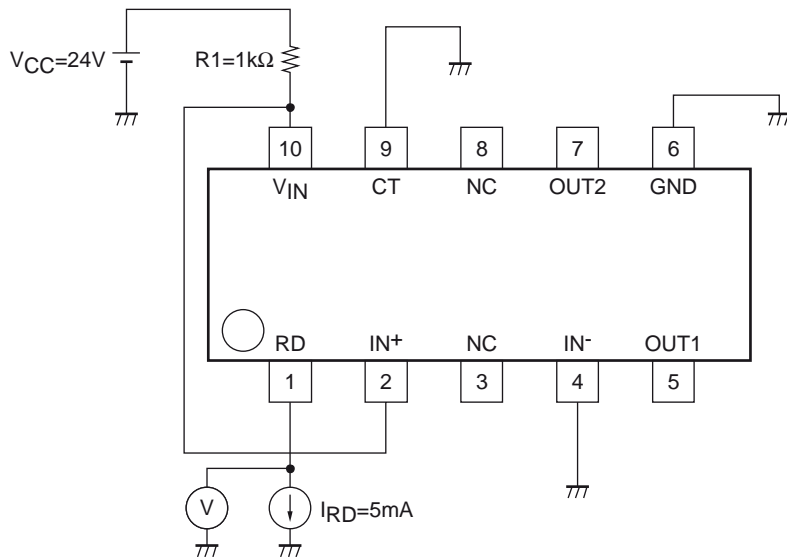 VCC=24V
R1=1kΩ
10 9 8 7 6
VIN CT NC OUT2 GND
RD IN+ NC IN- OUT1
1 2 3 4 5
V
IRD=5mA